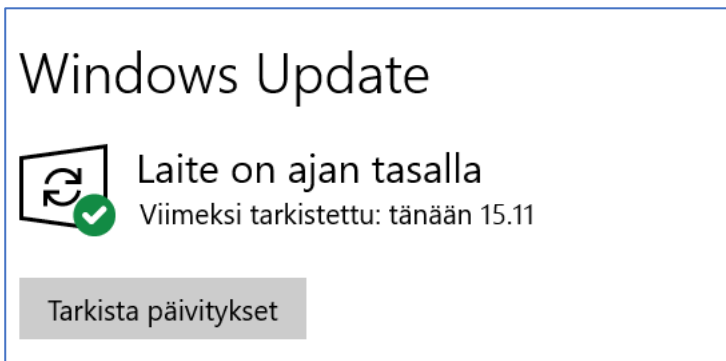 Windows Update
Laite on ajan tasalla
Viimeksi tarkistettu: tänään 15.11
Tarkista päivitykset